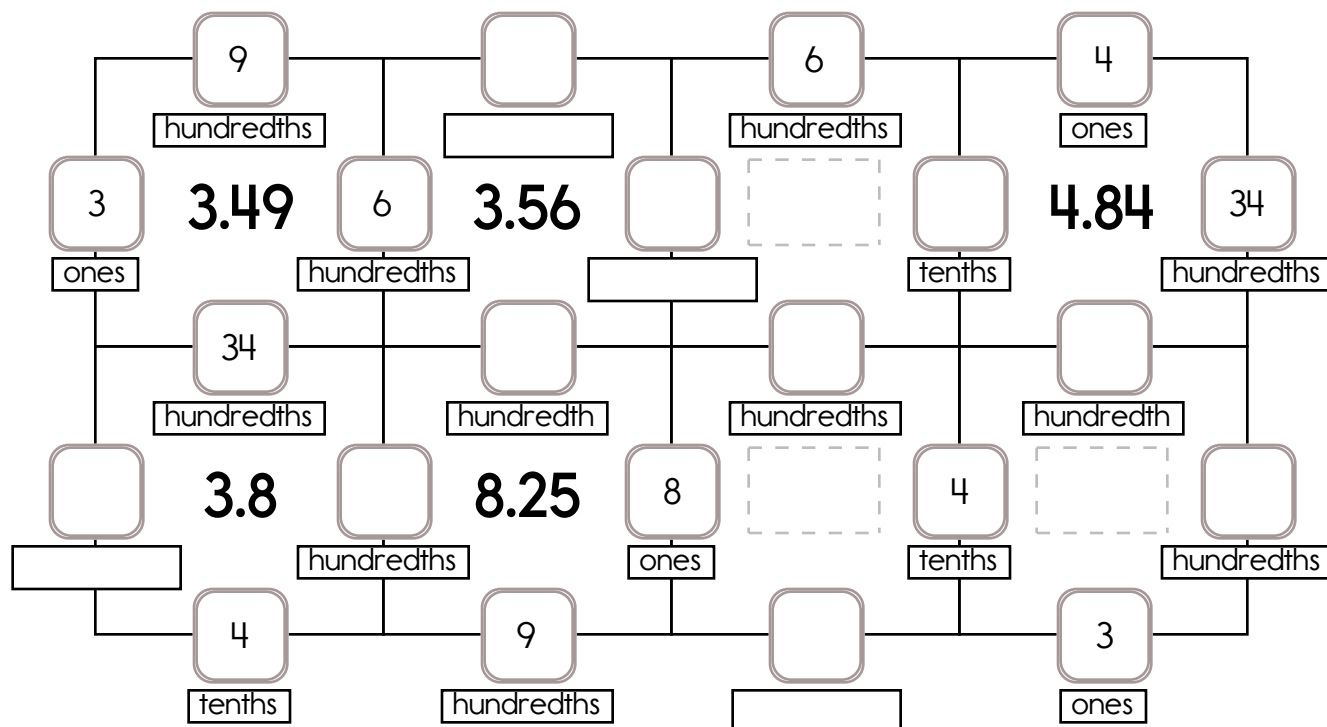 9 6 4
hundredths hundredths ones
3 3.49 6 3.56 4.84 34
ones hundredths tenths hundredths
34
hundredths hundredth hundredths hundredth
3.8 8.25 8 4
hundredths ones tenths hundredths
4 9 3
tenths hundredths ones